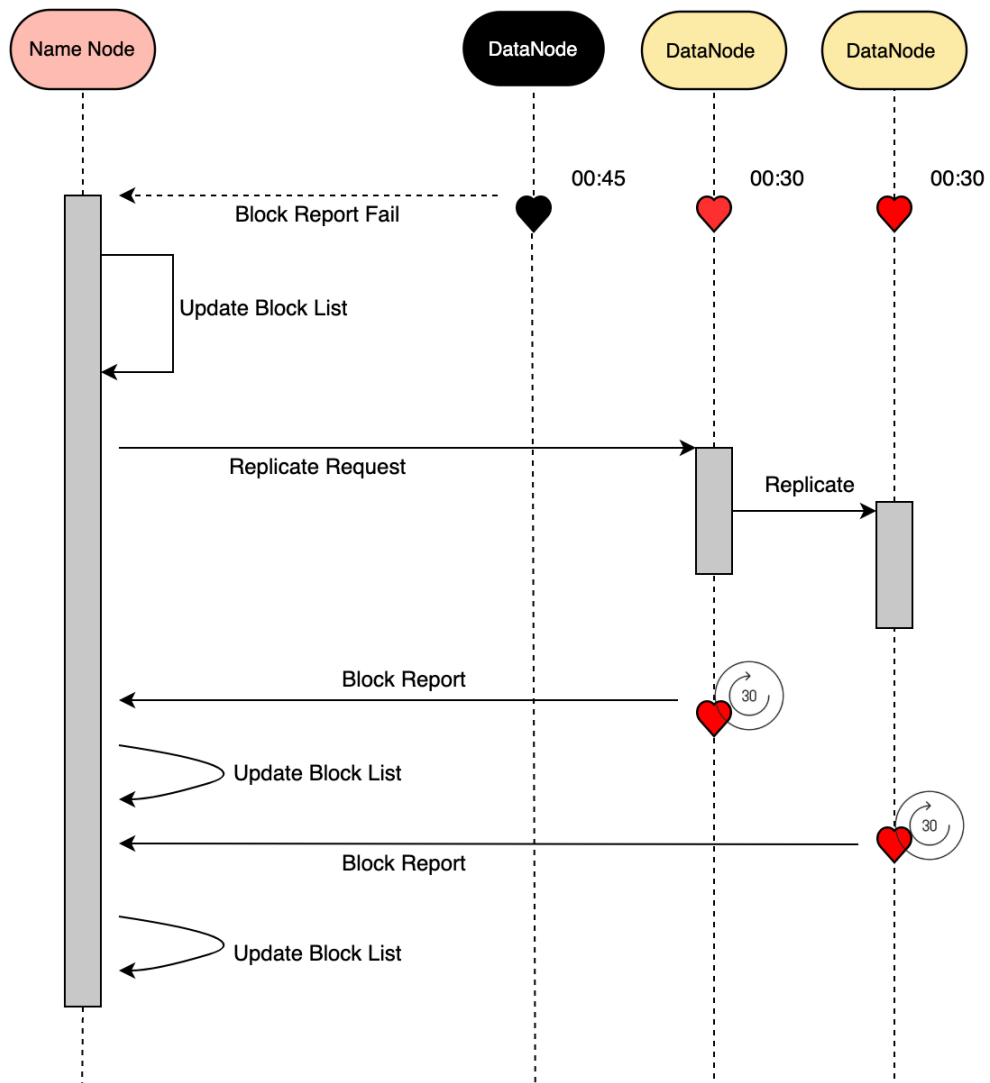 Name Node
DataNode
DataNode
DataNode
00:45
00:30
00:30
Block Report Fail
Update Block List
Replicate Request
Replicate
Block Report
30
Update Block List
30
Block Report
Update Block List